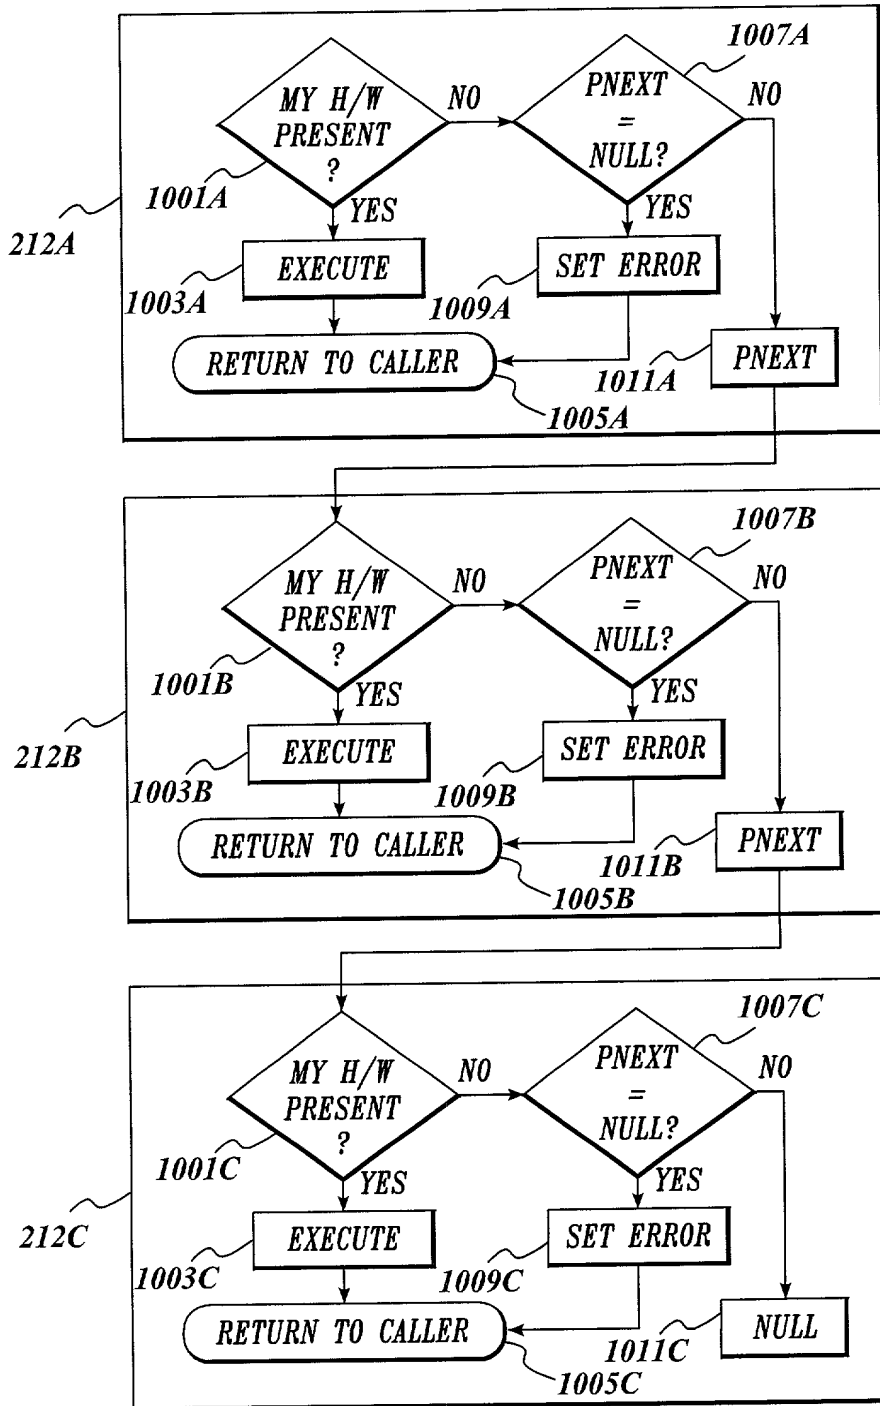 1007A
MY H/W
PRESENT
?
NO
PNEXT
=
NULL?
NO
1001A
YES
YES
212A
EXECUTE
SET ERROR
1003A
1009A
RETURN TO CALLER
1011A
PNEXT
1005A
1007B
MY H/W
PRESENT
?
NO
PNEXT
=
NULL?
NO
1001B
YES
YES
212B
EXECUTE
SET ERROR
1003B
1009B
RETURN TO CALLER
1011B
PNEXT
1005B
1007C
MY H/W
PRESENT
?
NO
PNEXT
=
NULL?
NO
1001C
YES
YES
212C
EXECUTE
SET ERROR
1003C
1009C
RETURN TO CALLER
1011C
NULL
1005C